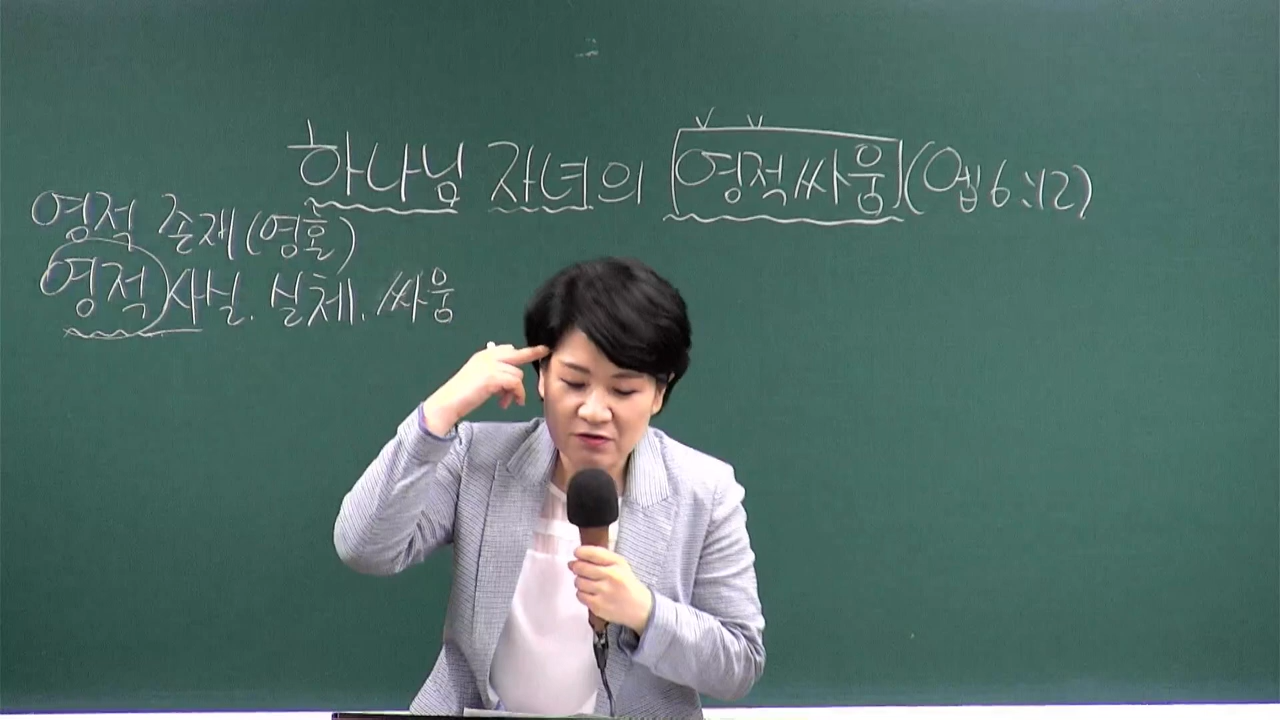 하나님 자녀의 영적싸움(엡6:12)
영적 존재(영혼)
영적 사실. 실체. 싸움